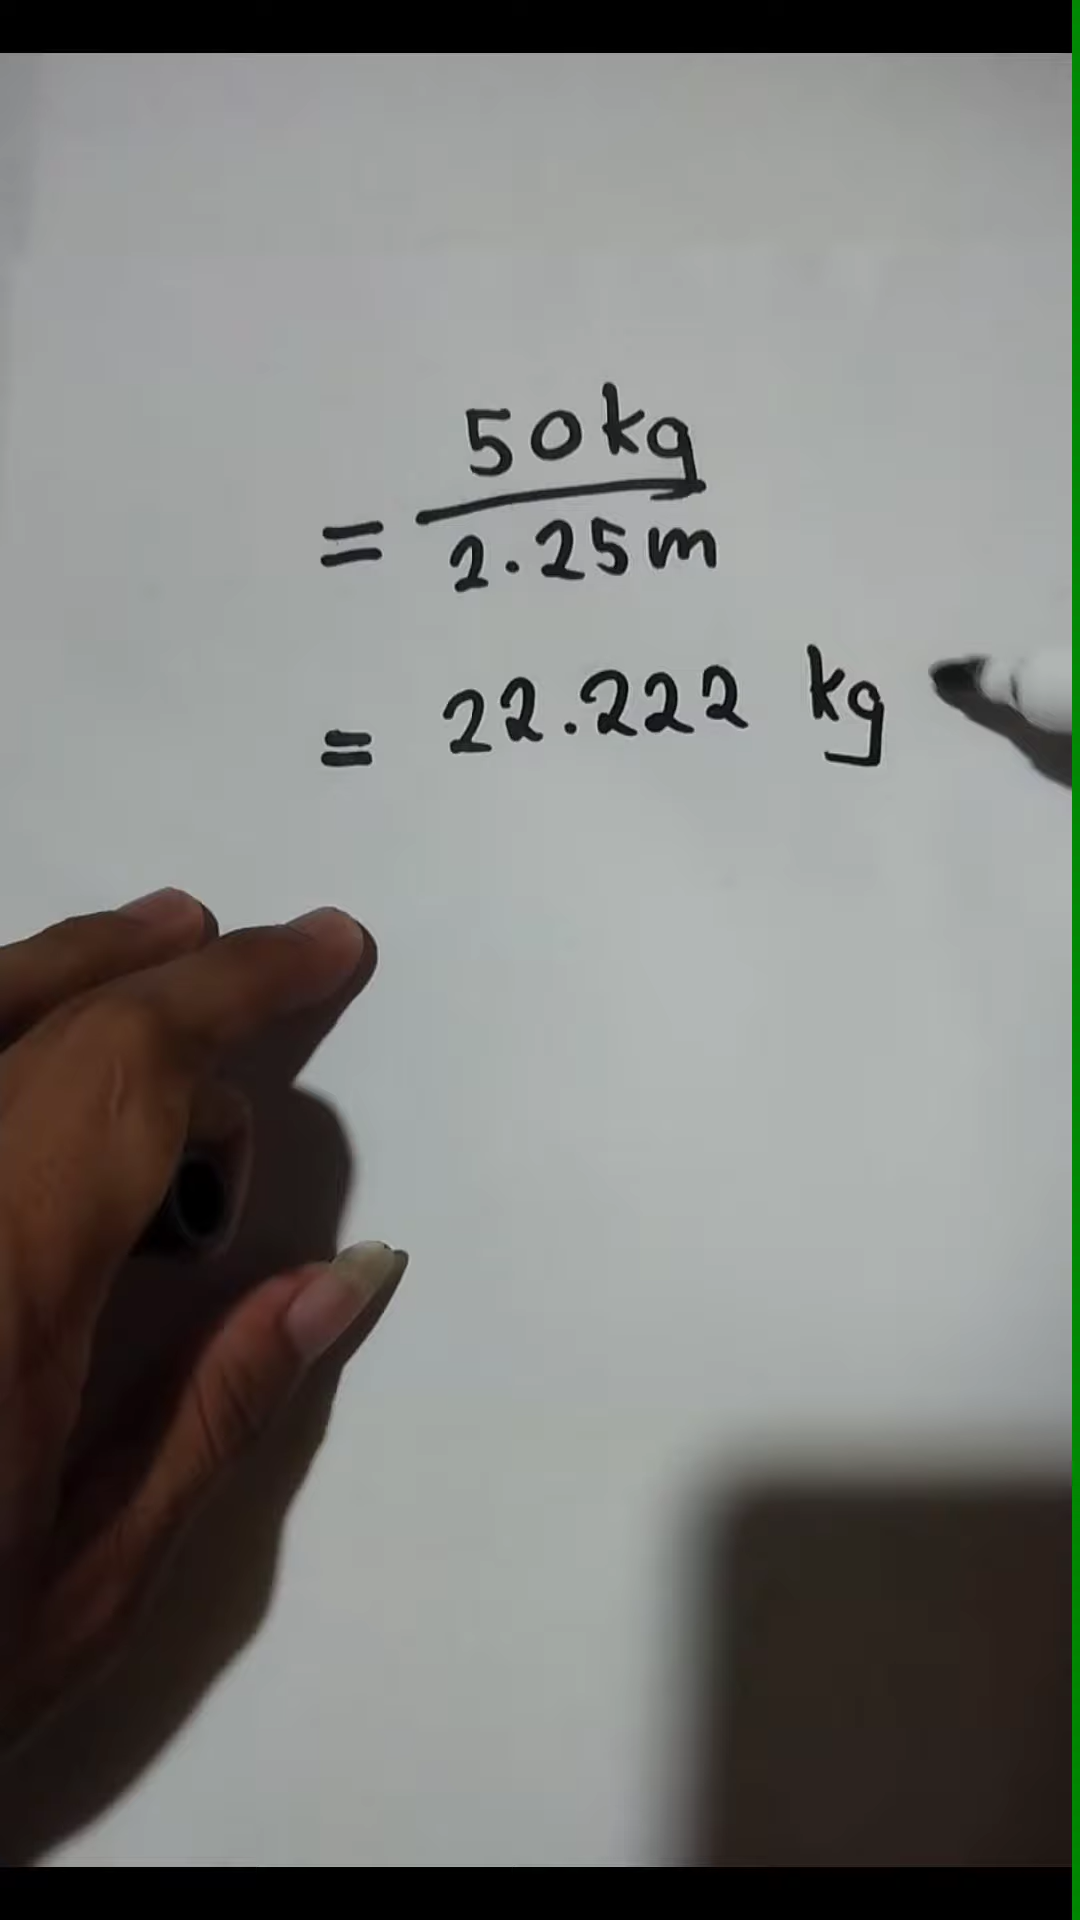 50kg
= 2.25m
= 22.222 kg